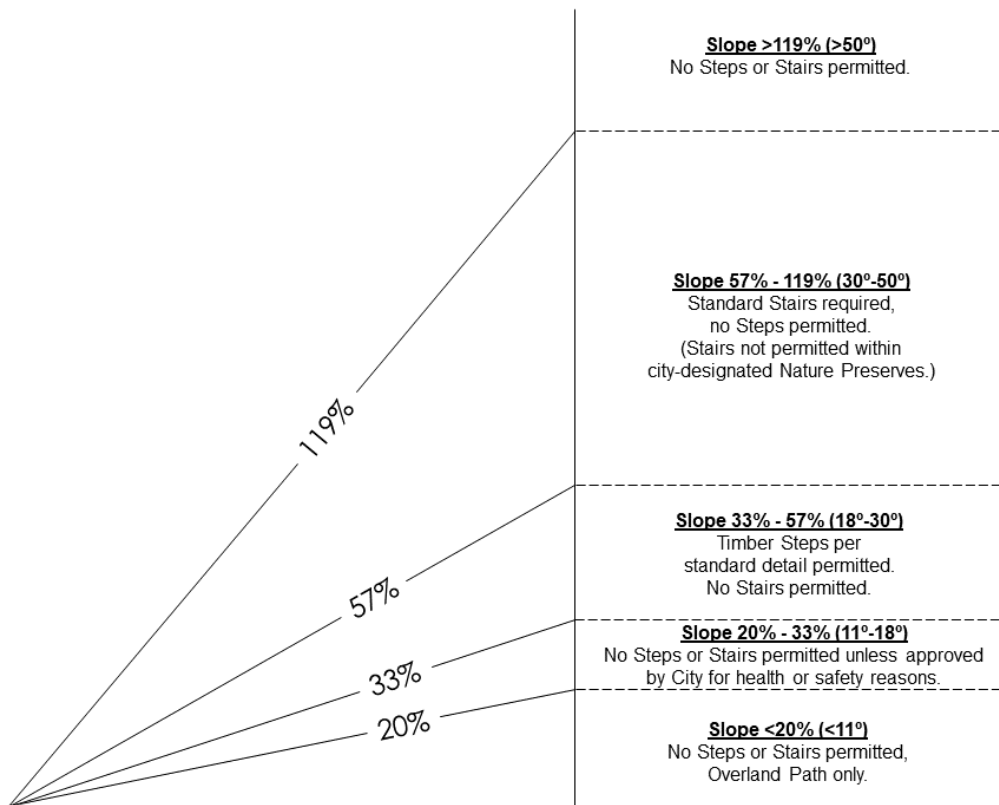 Slope >119% (>50º)
No Steps or Stairs permitted.
119%
Slope 57% - 119% (30º-50º)
Standard Stairs required,
no Steps permitted.
(Stairs not permitted within
city-designated Nature Preserves.)
57%
Slope 33% - 57% (18º-30º)
Timber Steps per
standard detail permitted.
No Stairs permitted.
33%
Slope 20% - 33% (11º-18º)
No Steps or Stairs permitted unless approved
by City for health or safety reasons.
20%
Slope <20% (<11º)
No Steps or Stairs permitted,
Overland Path only.